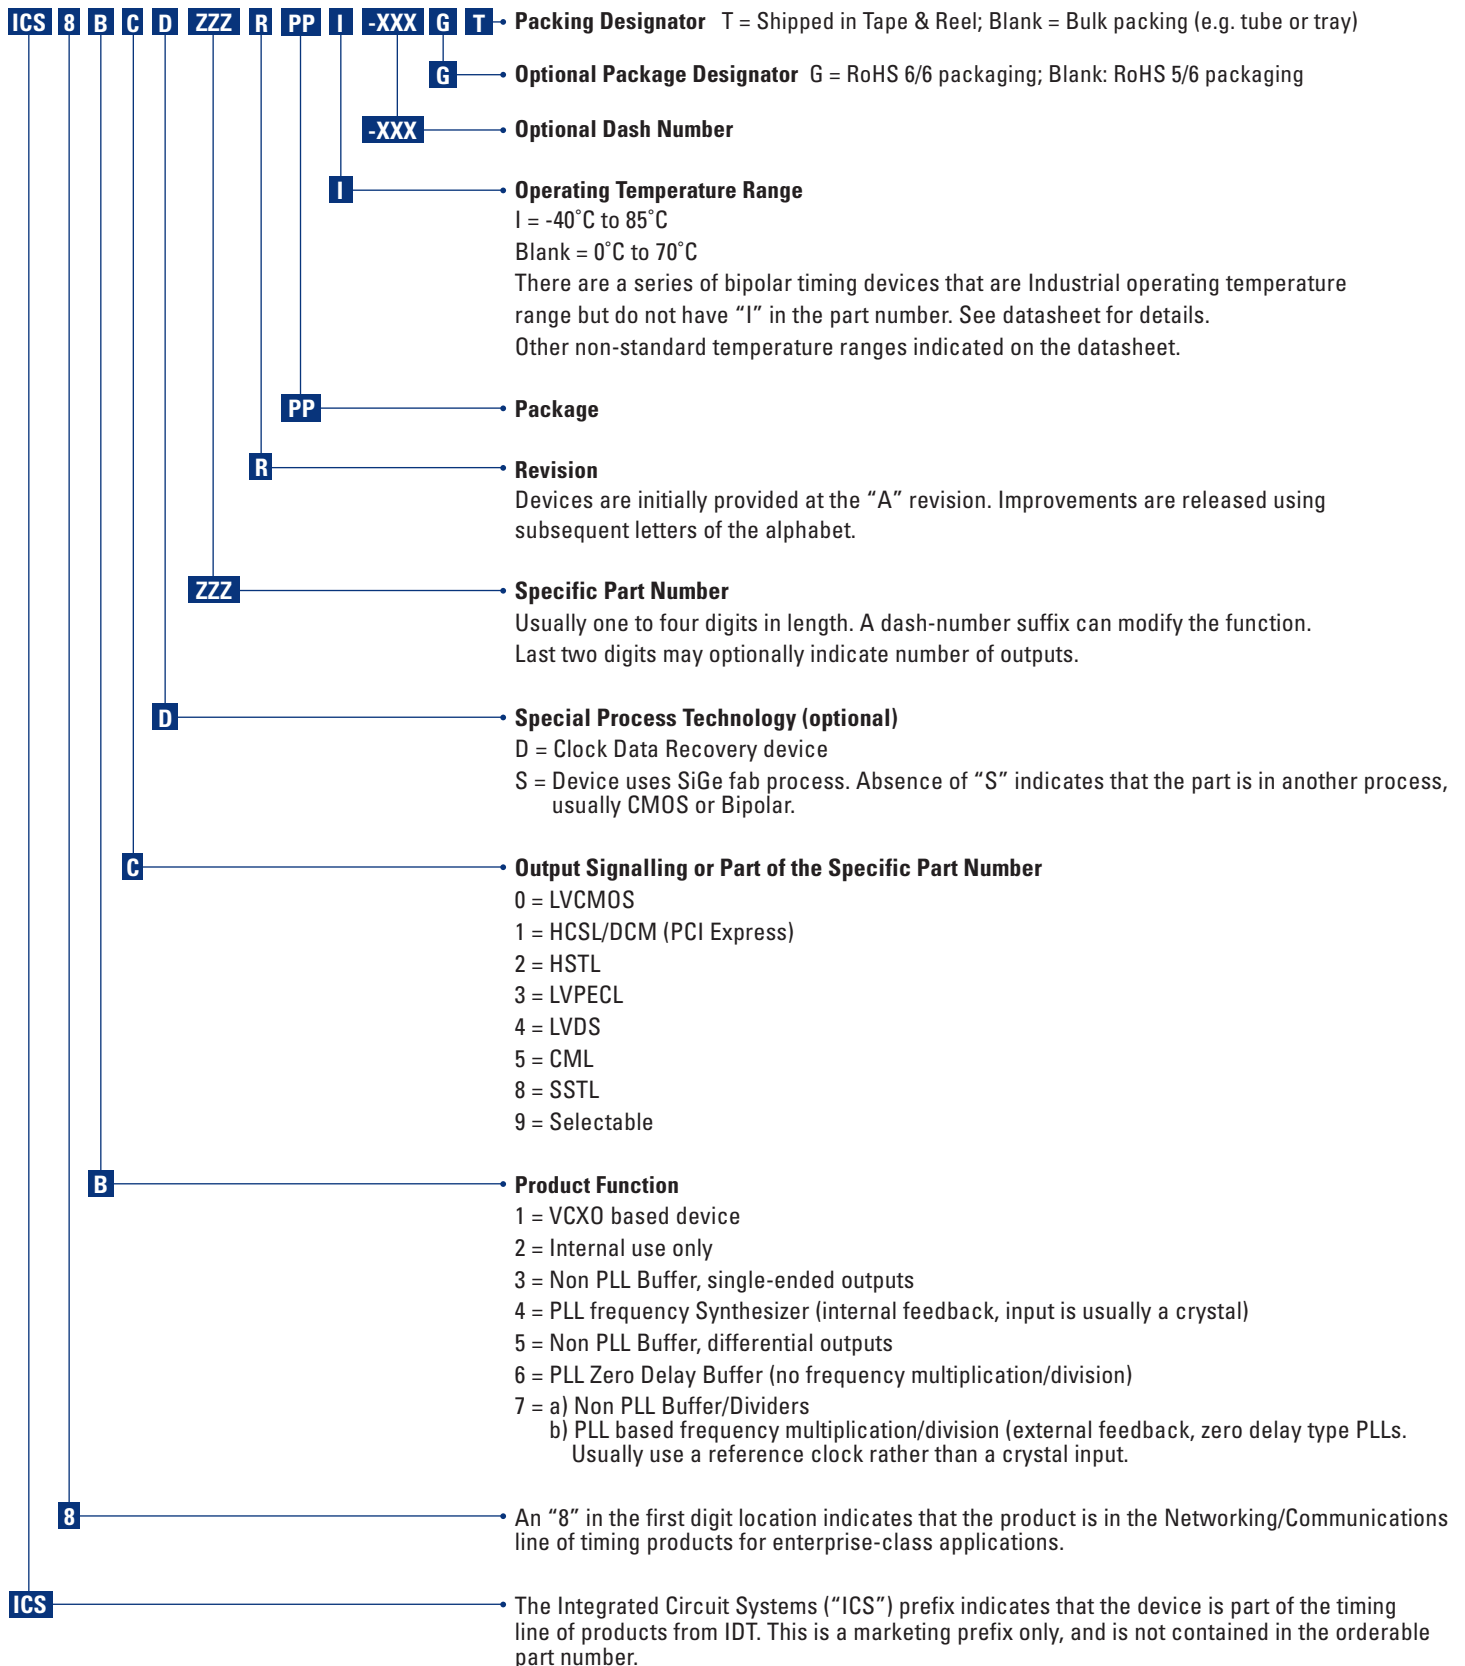 ICS 8 B C D ZZZ R PP I -XXX G T Packing Designator T = Shipped in Tape & Reel; Blank = Bulk packing (e.g. tube or tray)
G Optional Package Designator G = RoHS 6/6 packaging; Blank: RoHS 5/6 packaging
-XXX Optional Dash Number
I Operating Temperature Range
I = -40˚C to 85˚C
Blank = 0˚C to 70˚C
There are a series of bipolar timing devices that are Industrial operating temperature
range but do not have “I” in the part number. See datasheet for details.
Other non-standard temperature ranges indicated on the datasheet.
PP Package
R Revision
Devices are initially provided at the “A” revision. Improvements are released using
subsequent letters of the alphabet.
ZZZ Specific Part Number
Usually one to four digits in length. A dash-number suffix can modify the function.
Last two digits may optionally indicate number of outputs.
D Special Process Technology (optional)
D = Clock Data Recovery device
S = Device uses SiGe fab process. Absence of “S” indicates that the part is in another process,
usually CMOS or Bipolar.
C Output Signalling or Part of the Specific Part Number
0 = LVCMOS
1 = HCSL/DCM (PCI Express)
2 = HSTL
3 = LVPECL
4 = LVDS
5 = CML
8 = SSTL
9 = Selectable
B Product Function
1 = VCXO based device
2 = Internal use only
3 = Non PLL Buffer, single-ended outputs
4 = PLL frequency Synthesizer (internal feedback, input is usually a crystal)
5 = Non PLL Buffer, differential outputs
6 = PLL Zero Delay Buffer (no frequency multiplication/division)
7 = a) Non PLL Buffer/Dividers
b) PLL based frequency multiplication/division (external feedback, zero delay type PLLs.
Usually use a reference clock rather than a crystal input.
8 An “8” in the first digit location indicates that the product is in the Networking/Communications
line of timing products for enterprise-class applications.
ICS The Integrated Circuit Systems (“ICS”) prefix indicates that the device is part of the timing
line of products from IDT. This is a marketing prefix only, and is not contained in the orderable
part number.